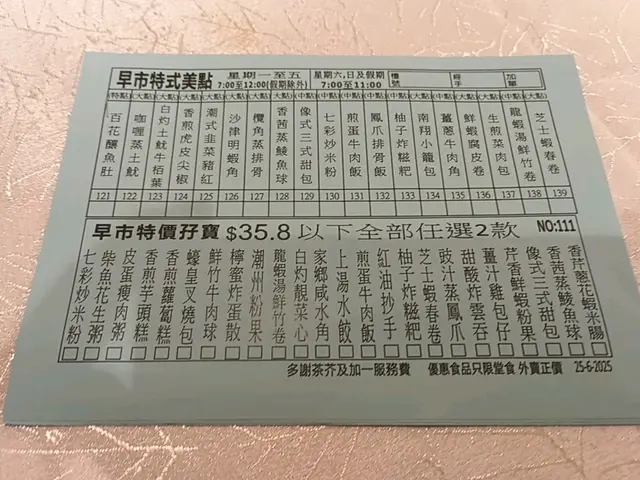 早市特式美點
星期一至五
7:00至12:00(假期除外)
星期六,日及假期
7:00至11:00
檯號
經手
加單
(特點) 百花釀魚肚 121
(大點) 咖喱蒸土魷 122
(大點) 白灼土魷牛栢葉 123
(大點) 香煎虎皮尖椒 124
(大點) 潮式韭菜豬紅 125
(大點) 沙律明蝦角 126
(大點) 欖角蒸排骨 127
(大點) 香茜蒸鯪魚球 128
(中點) 像式三式甜包 129
(中點) 七彩炒米粉 130
(中點) 煎蛋牛肉飯 131
(中點) 鳳爪排骨飯 132
(中點) 柚子炸糍粑 133
(中點) 南翔小籠包 134
(中點) 薑蔥牛肉角 135
(大點) 鮮蝦腐皮卷 136
(大點) 生煎菜肉包 137
(大點) 龍蝦湯鮮竹卷 138
(大點) 芝士蝦春卷 139
早市特價孖寶 $35.8 以下全部任選2款 NO:111
七彩炒米粉
柴魚花生粥
皮蛋瘦肉粥
香煎芋頭糕
香煎蘿蔔糕
蠔皇叉燒包
鮮竹牛肉球
檸蜜炸蛋散
潮州粉果
龍蝦湯鮮竹卷
白灼靚菜心
家鄉咸水角
上湯水餃
煎蛋牛肉飯
紅油抄手
柚子炸糍粑
芝士蝦春卷
豉汁蒸鳳爪
甜酸炸雲吞
薑汁雞包仔
芹香鮮蝦粉果
像式三式甜包
香茜蒸鯪魚球
香芹蔥花蝦米腸
多謝茶芥及加一服務費 優惠食品只限堂食 外賣正價 25-6-2025